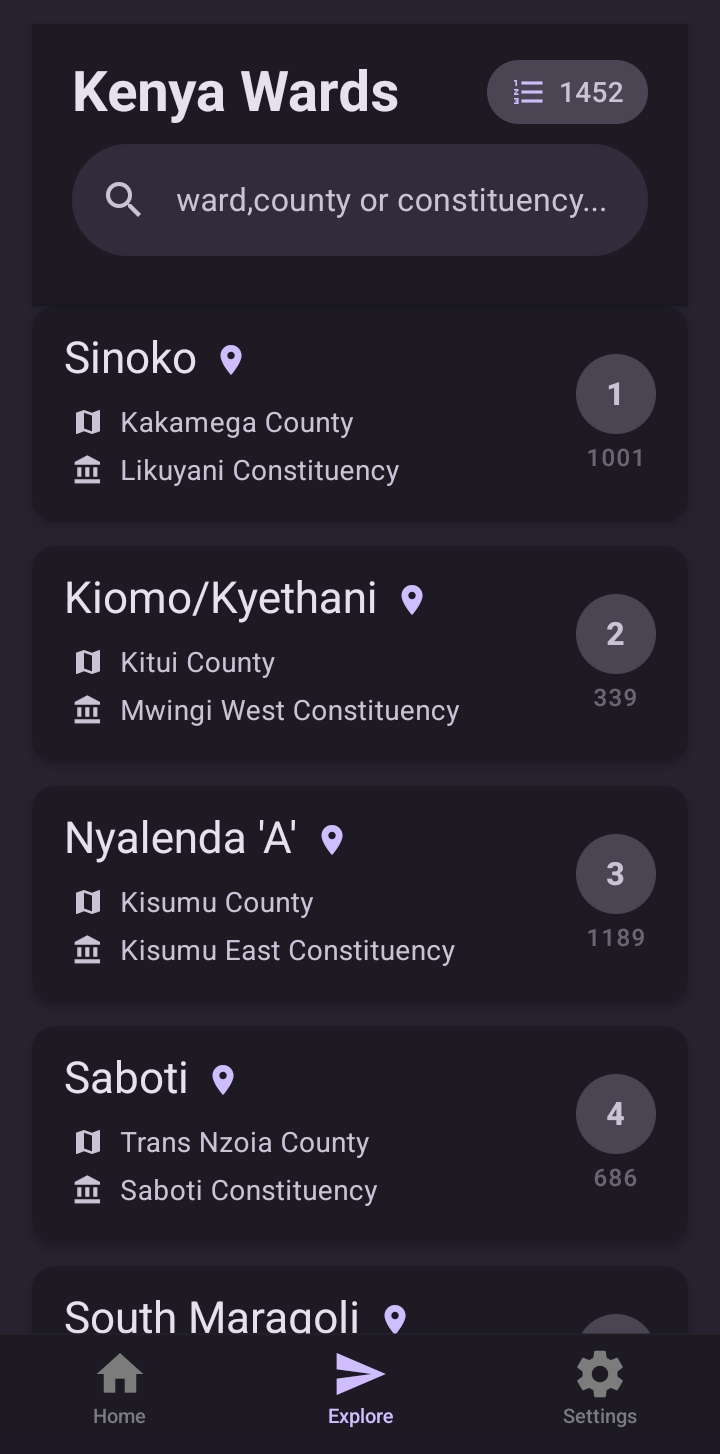 Kenya Wards
1452
ward,county or constituency...
Sinoko
Kakamega County
Likuyani Constituency
1
1001
Kiomo/Kyethani
Kitui County
Mwingi West Constituency
2
339
Nyalenda 'A'
Kisumu County
Kisumu East Constituency
3
1189
Saboti
Trans Nzoia County
Saboti Constituency
4
686
South Maragoli
Home
Explore
Settings